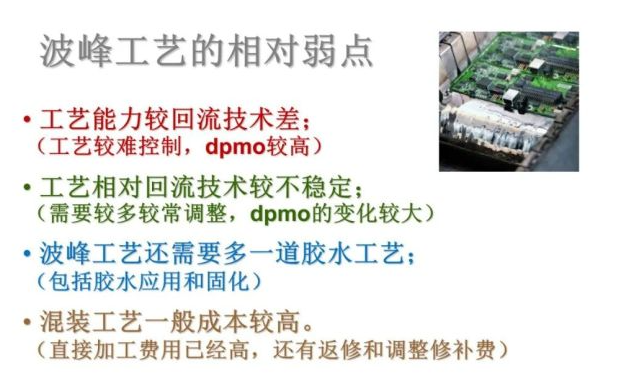 波峰工艺的相对弱点
• 工艺能力较回流技术差；
（工艺较难控制，dpmo较高）
• 工艺相对回流技术较不稳定；
（需要较多较常调整，dpmo的变化较大）
• 波峰工艺还需要多一道胶水工艺；
（包括胶水应用和固化）
• 混装工艺一般成本较高。
（直接加工费用已经高，还有返修和调整修补费）